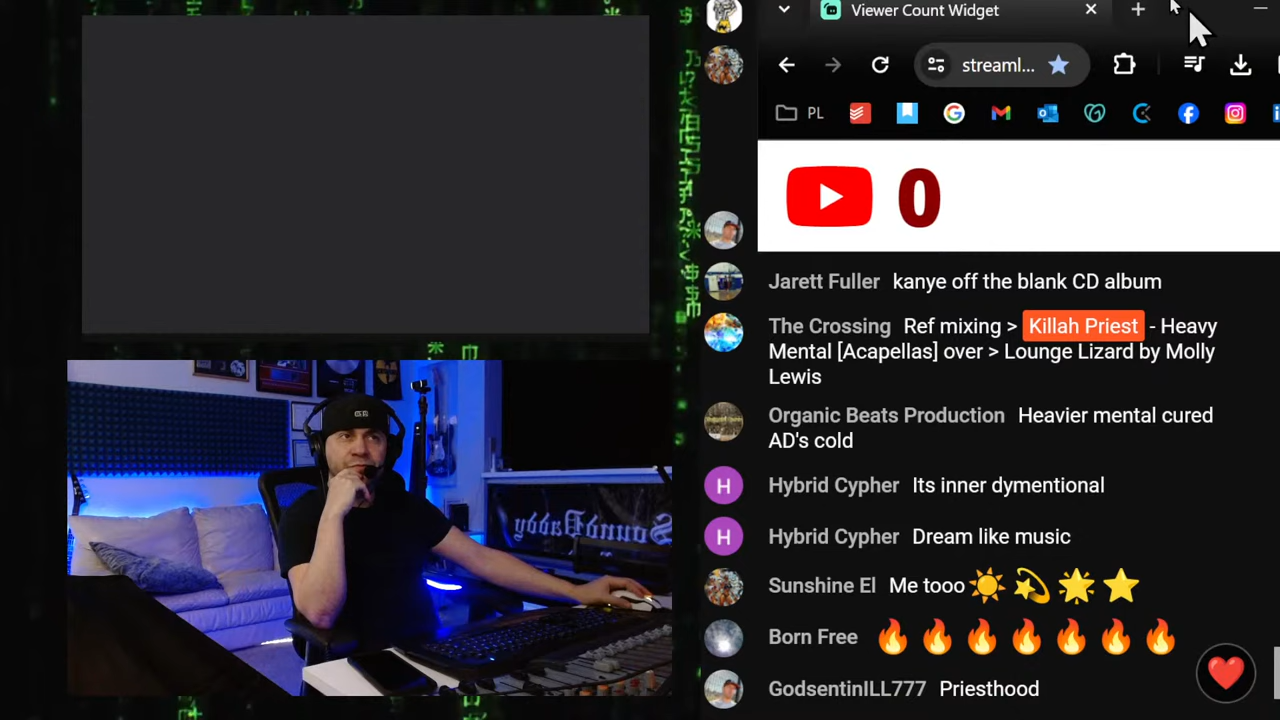 Viewer Count Widget
streaml...
PL
0
Jarett Fuller kanye off the blank CD album
The Crossing Ref mixing > Killah Priest - Heavy
Mental [Acapellas] over > Lounge Lizard by Molly
Lewis
Organic Beats Production Heavier mental cured
AD's cold
H
Hybrid Cypher Its inner dymentional
H
Hybrid Cypher Dream like music
Sunshine El Me tooo ☀️ 💫 🌟 ⭐
Born Free 🔥 🔥 🔥 🔥 🔥 🔥 🔥
GodsentinILL777 Priesthood
SoundDaddy